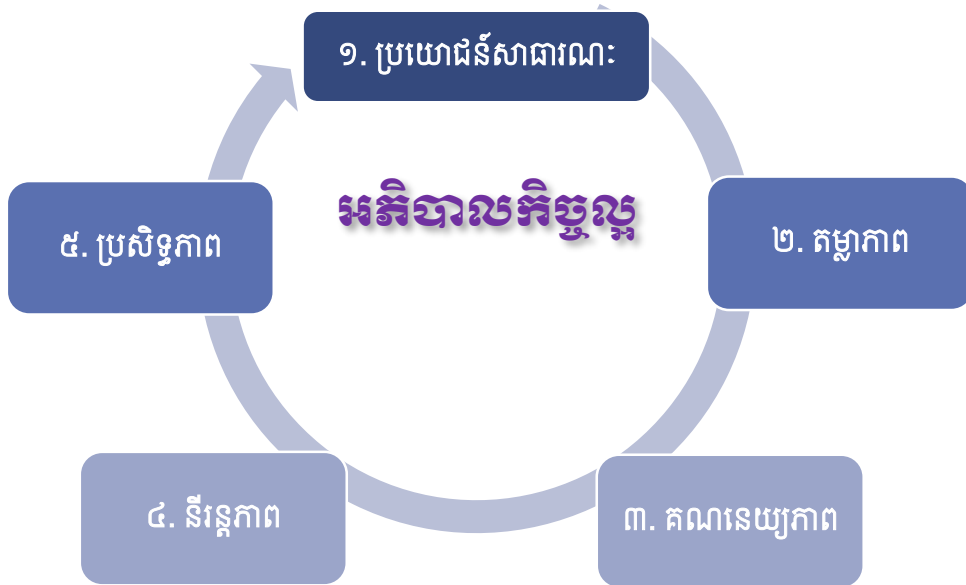 ១. ប្រយោជន៍សាធារណៈ
អភិបាលកិច្ចល្អ
២. តម្លាភាព
៣. គណនេយ្យភាព
៤. និរន្តភាព
៥. ប្រសិទ្ធភាព